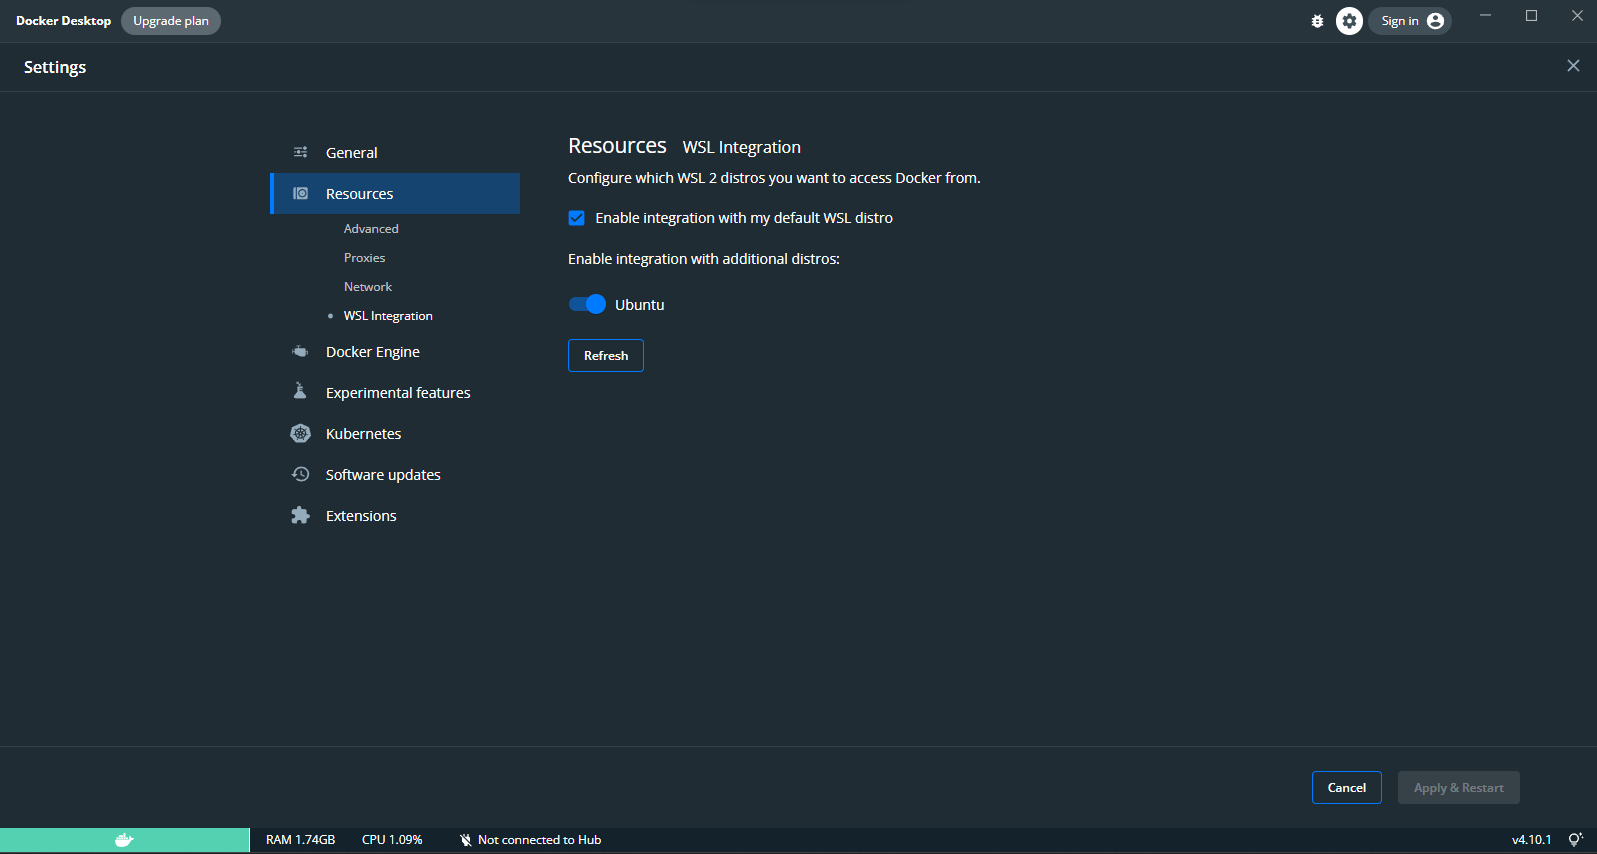 Docker Desktop Upgrade plan Sign in
Settings
General
Resources
Advanced
Proxies
Network
WSL Integration
Docker Engine
Experimental features
Kubernetes
Software updates
Extensions
Resources WSL Integration
Configure which WSL 2 distros you want to access Docker from.
Enable integration with my default WSL distro
Enable integration with additional distros:
Ubuntu
Refresh
Cancel Apply & Restart
RAM 1.74GB CPU 1.09% Not connected to Hub v4.10.1